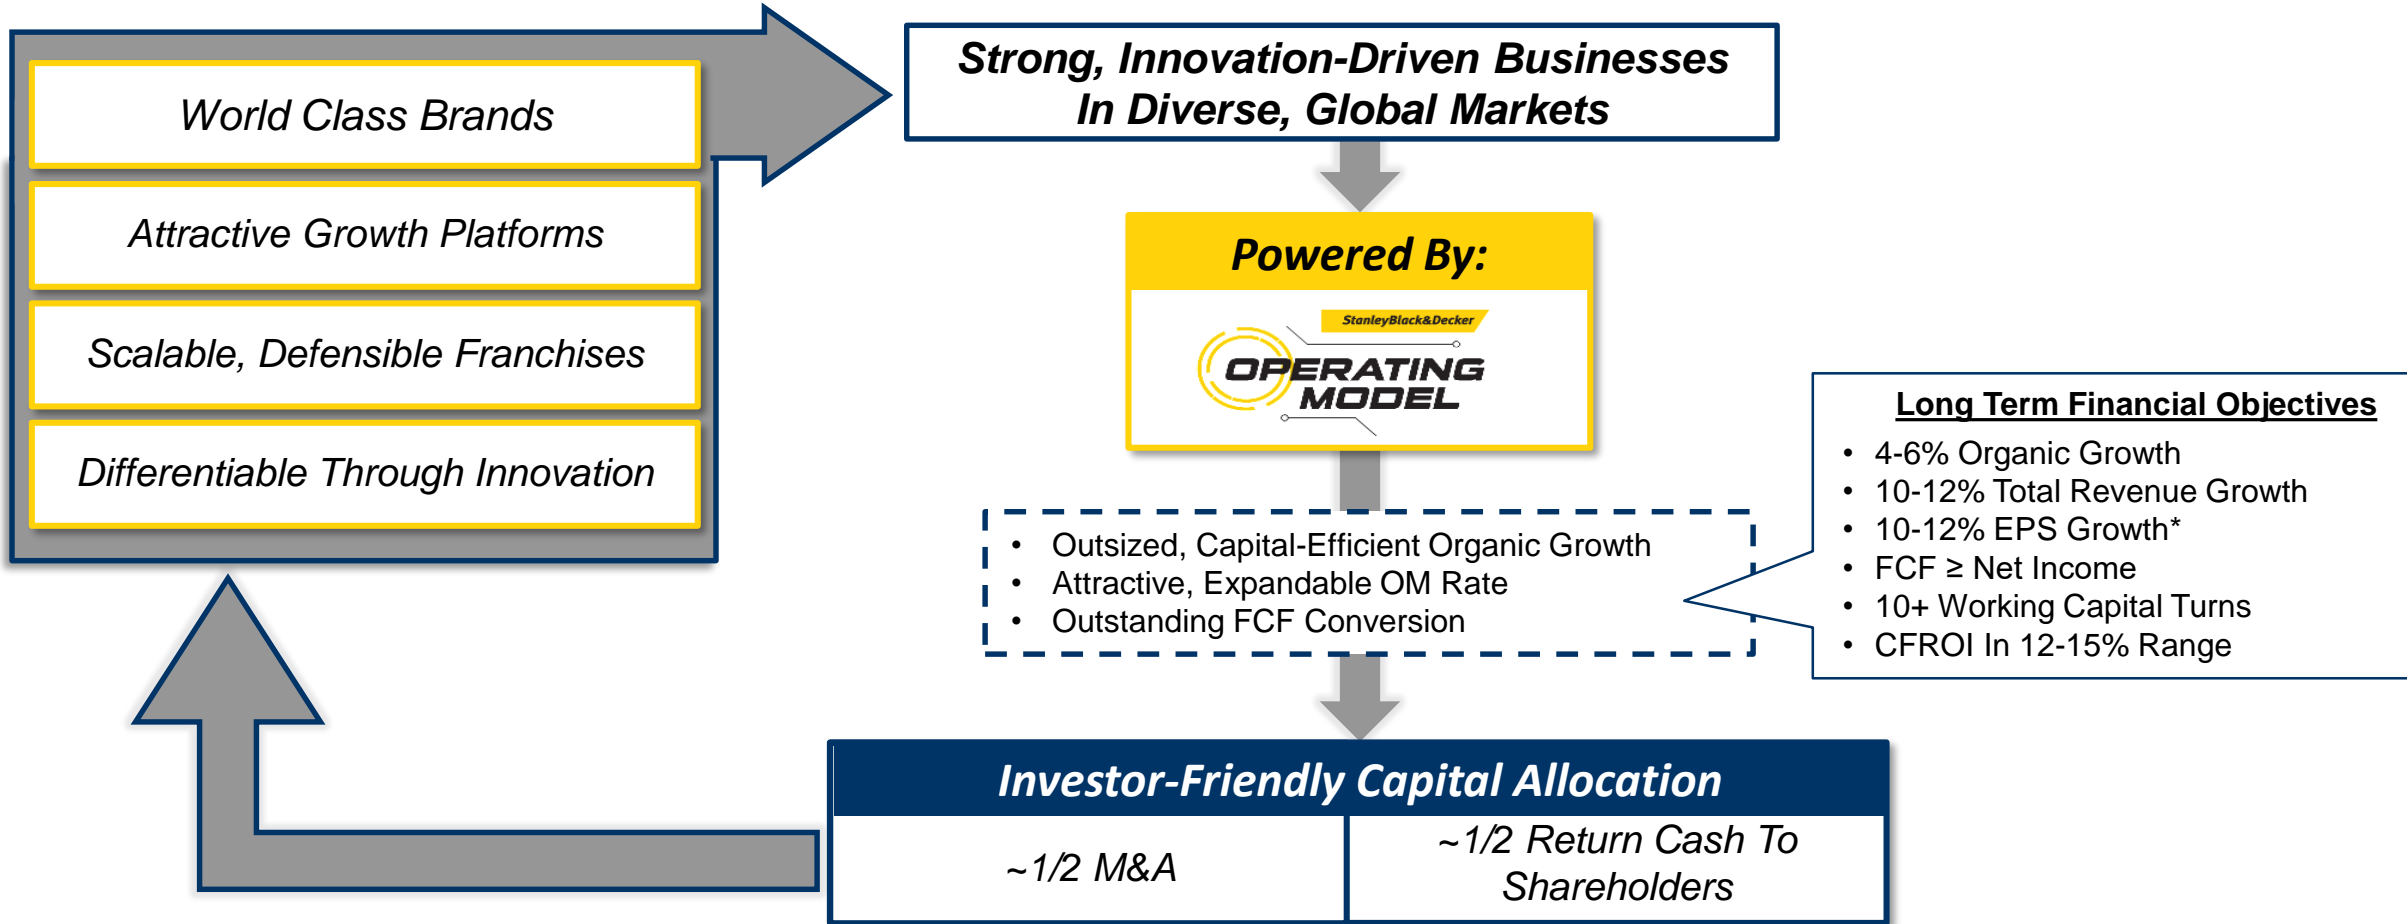 World Class Brands
Attractive Growth Platforms
Scalable, Defensible Franchises
Differentiable Through Innovation
Strong, Innovation-Driven Businesses
In Diverse, Global Markets
Powered By:
StanleyBlack&Decker
OPERATING
MODEL
• Outsized, Capital-Efficient Organic Growth
• Attractive, Expandable OM Rate
• Outstanding FCF Conversion
Long Term Financial Objectives
• 4-6% Organic Growth
• 10-12% Total Revenue Growth
• 10-12% EPS Growth*
• FCF ≥ Net Income
• 10+ Working Capital Turns
• CFROI In 12-15% Range
Investor-Friendly Capital Allocation
~1/2 M&A
~1/2 Return Cash To
Shareholders